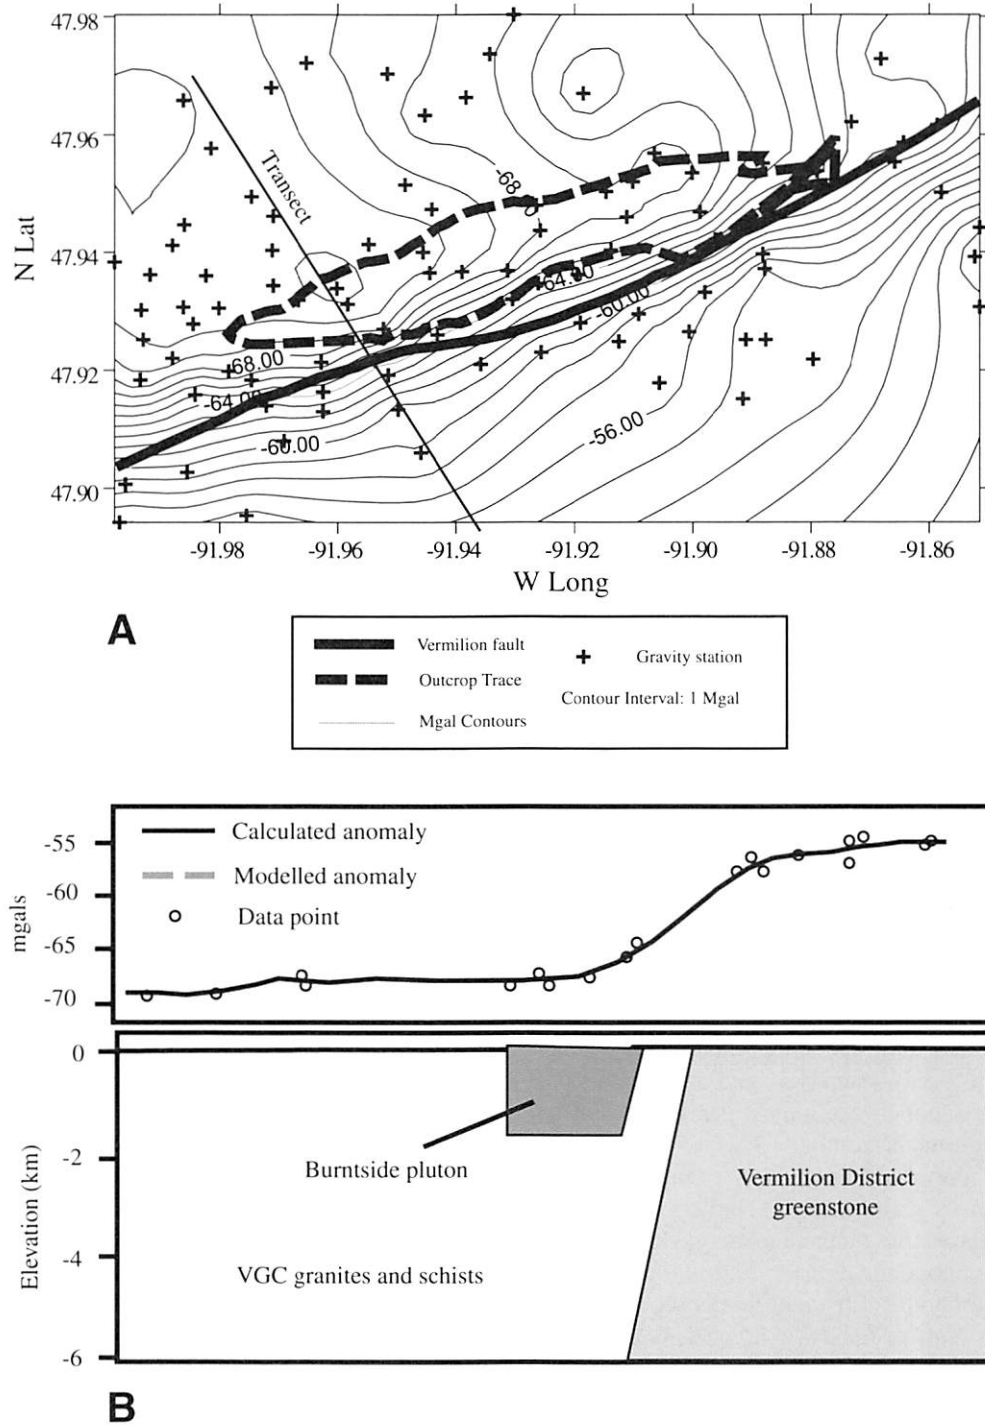 47.98
47.96
47.94
47.92
47.90
N Lat
Transect
-68.00
-64.00
-60.00
68.00
-64.00
-60.00
-56.00
-91.98 -91.96 -91.94 -91.92 -91.90 -91.88 -91.86
W Long
A
Vermilion fault
Gravity station
Outcrop Trace
Contour Interval: 1 Mgal
Mgal Contours
mgals
-55
-60
-65
-70
Calculated anomaly
Modelled anomaly
Data point
Elevation (km)
0
-2
-4
-6
Burntside pluton
Vermilion District
greenstone
VGC granites and schists
B